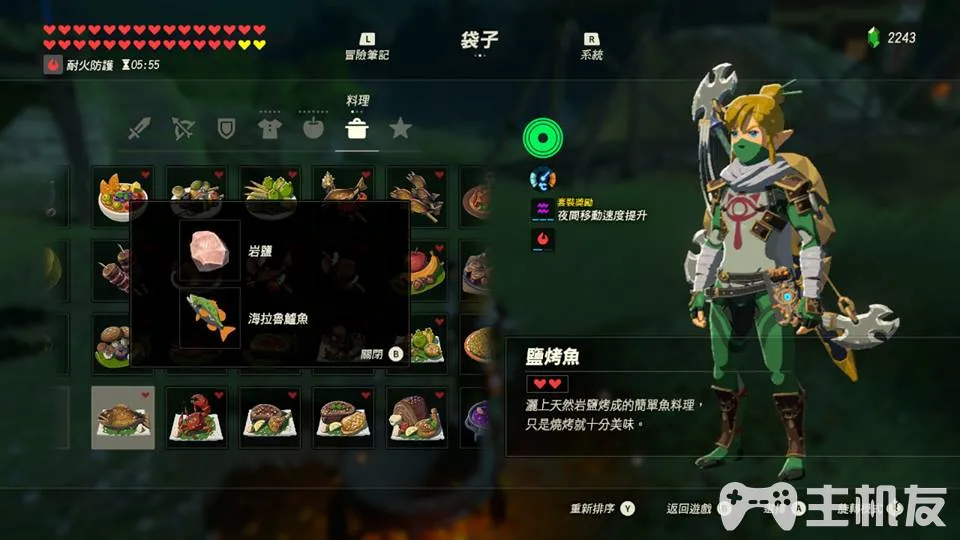 L
冒險筆記
袋子
R
系統
2243
耐火防護 05:55
料理
套裝獎勵
夜間移動速度提升
岩鹽
海拉魯鱸魚
關閉 B
鹽烤魚
灑上天然岩鹽烤成的簡單魚料理，
只是燒烤就十分美味。
重新排序 Y
返回遊戲
主机友